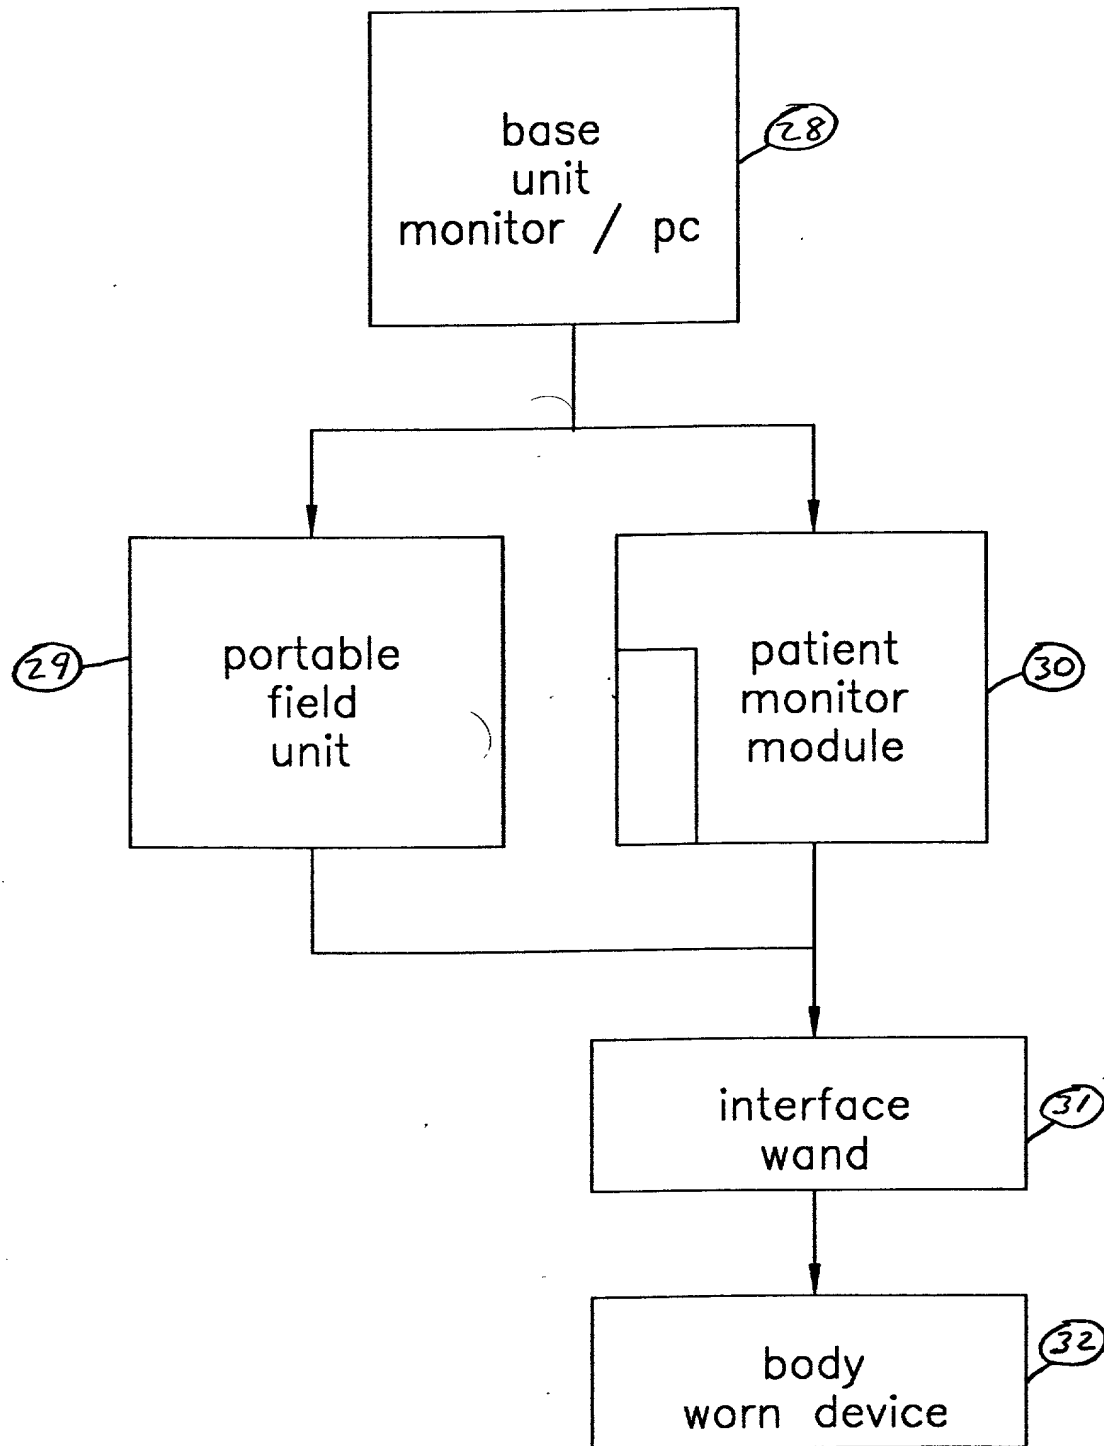 base
unit
monitor / pc
28
portable
field
unit
29
patient
monitor
module
30
interface
wand
31
body
worn device
32